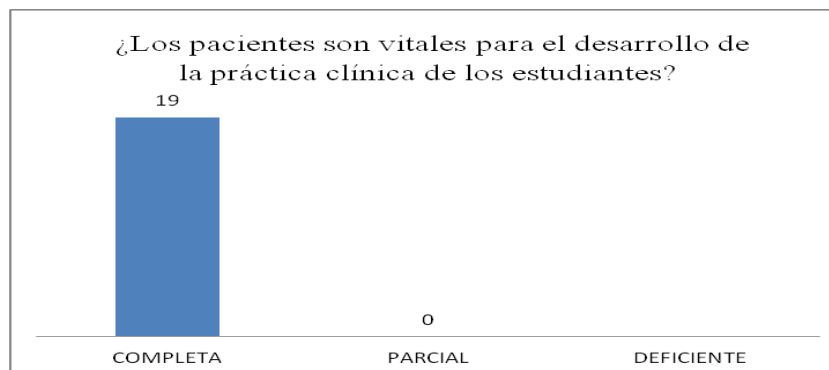 ¿Los pacientes son vitales para el desarrollo de
la práctica clínica de los estudiantes?
19
0
COMPLETA PARCIAL DEFICIENTE